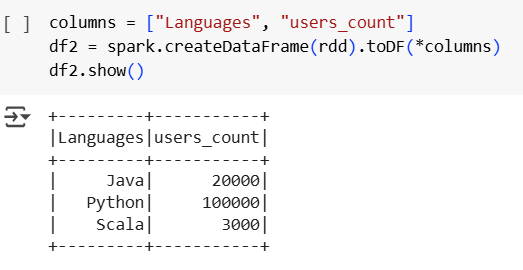 [ ] columns = ["Languages", "users_count"]
df2 = spark.createDataFrame(rdd).toDF(*columns)
df2.show()
+---------+-----------+
|Languages|users_count|
+---------+-----------+
|     Java|      20000|
|   Python|     100000|
|    Scala|       3000|
+---------+-----------+